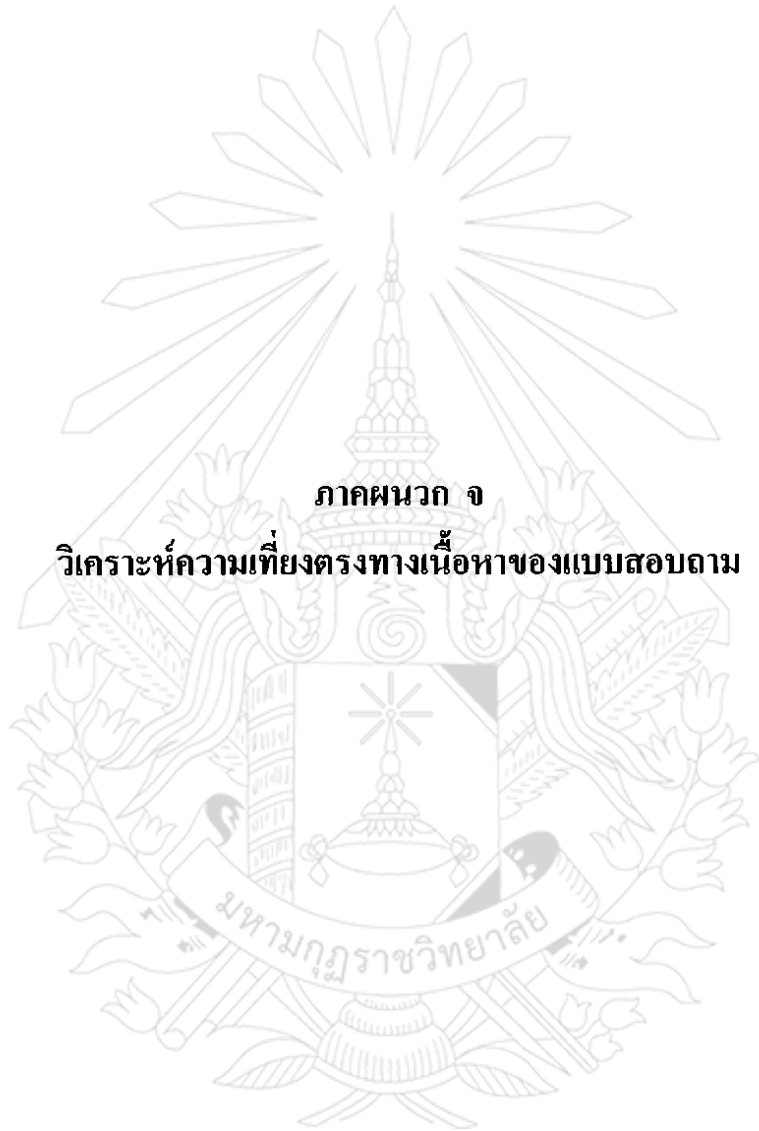 ภาคผนวก จ
วิเคราะห์ความเที่ยงตรงทางเนื้อหาของแบบสอบถาม
มหามกุฏราชวิทยาลัย